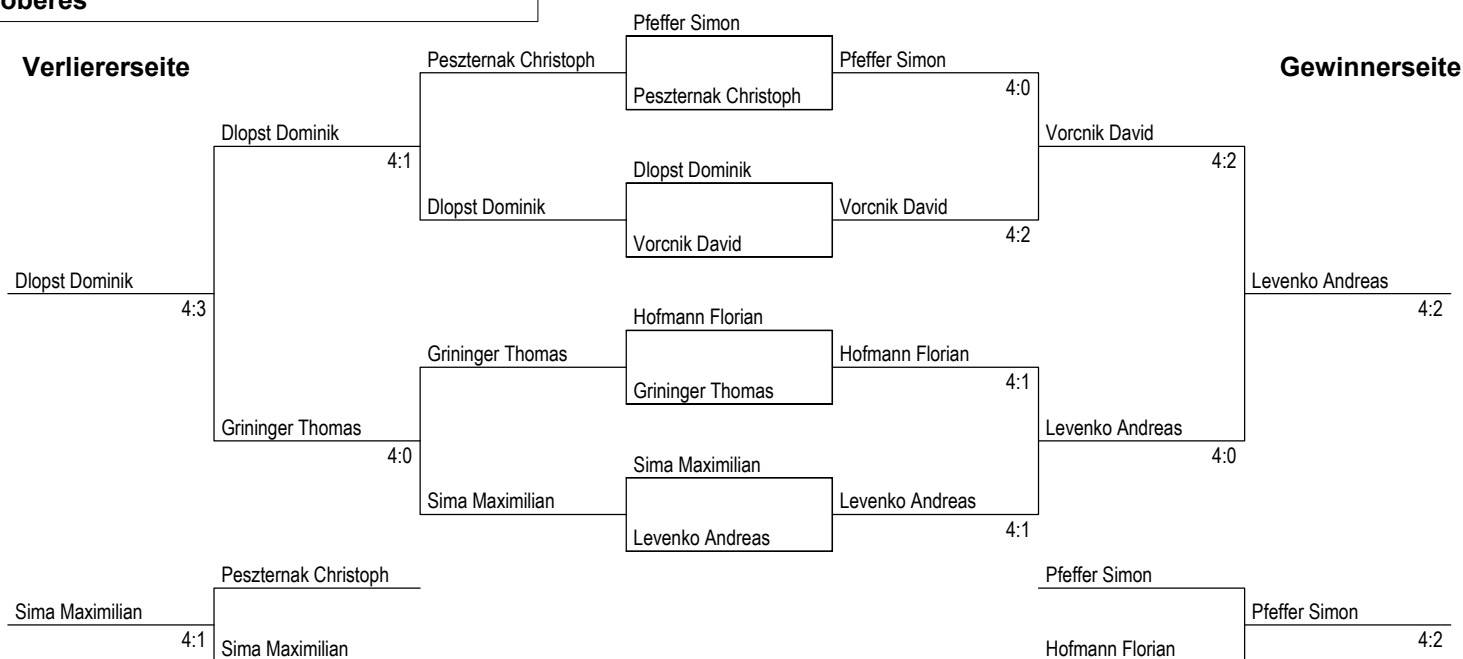 oberes
Verliererseite
Gewinnerseite
Pfeffer Simon
Peszternak Christoph
Pfeffer Simon
Peszternak Christoph
4:0
Dlopst Dominik
Vorcnik David
4:1
4:2
Dlopst Dominik
Dlopst Dominik
Vorcnik David
Vorcnik David
4:2
Dlopst Dominik
Levenko Andreas
4:3
4:2
Hofmann Florian
Grininger Thomas
Hofmann Florian
Grininger Thomas
4:1
Grininger Thomas
Levenko Andreas
4:0
4:0
Sima Maximilian
Sima Maximilian
Levenko Andreas
Levenko Andreas
4:1
Peszternak Christoph
Pfeffer Simon
Sima Maximilian
Pfeffer Simon
4:1
4:2
Sima Maximilian
Hofmann Florian